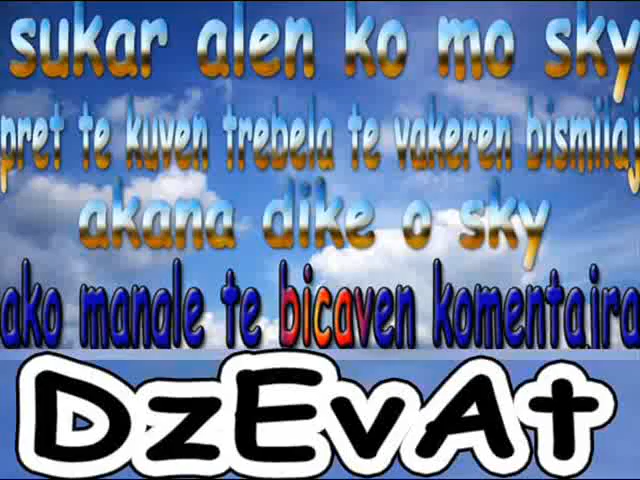 sukar alen ko mo sky
pret te kuven trebela te vakeren bismilaj
akana dike o sky
ako manale te bicaven komentaira
DzEvAt